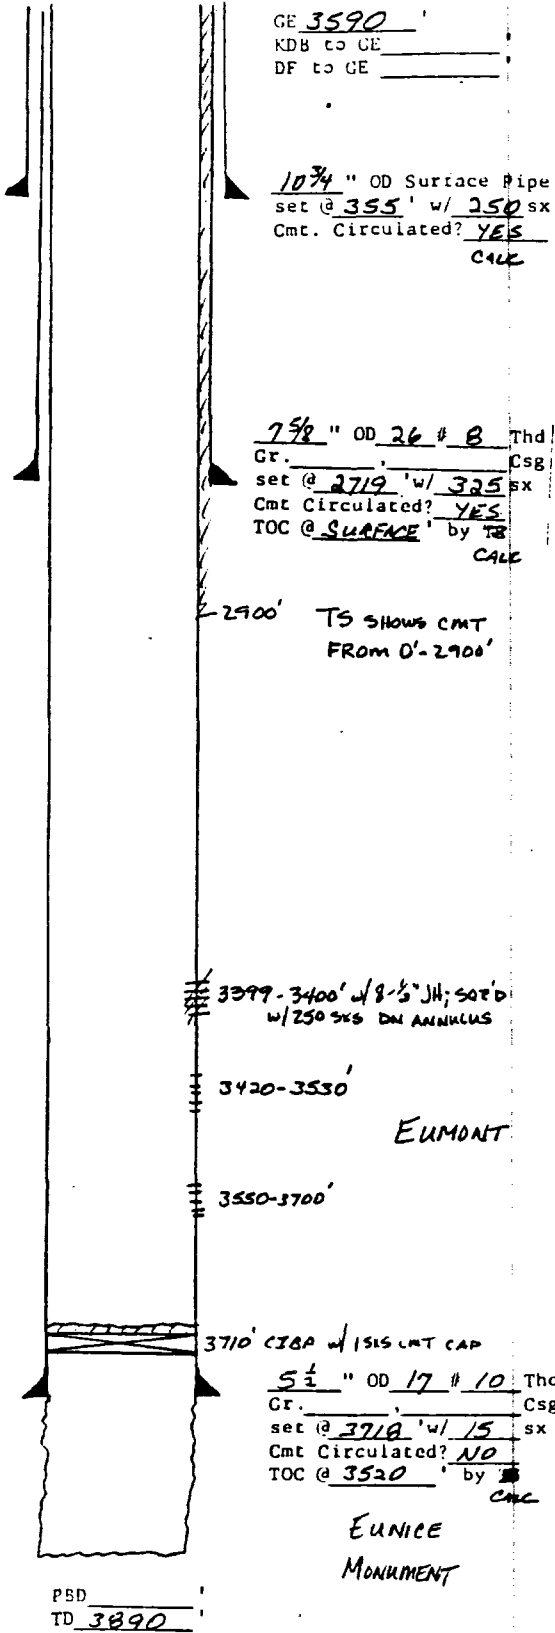 GE 3590 '
KDB to GE '
DF to GE '
10 3/4 " OD Surface Pipe
set @ 355 ' w/ 250 sx
Cmt. Circulated? YES
CALC
7 5/8 " OD 26 # 8 Thd
Gr. , Csg
set @ 2719 ' w/ 325 sx
Cmt Circulated? YES
TOC @ SURFACE ' by
CALC
2900' TS SHOWS CMT
FROM 0'-2900'
3399-3400' w/8-1/2" JH; SQZ'D
w/250 SXS DN ANNULUS
3420-3530'
EUMONT
3550-3700'
3710' CIBP w/ CMT CAP
5 1/2 " OD 17 # 10 Thd
Gr. , Csg
set @ 3718 ' w/ 15 sx
Cmt Circulated? NO
TOC @ 3520 ' by
CALC
EUNICE
MONUMENT
PBD '
TD 3890 '